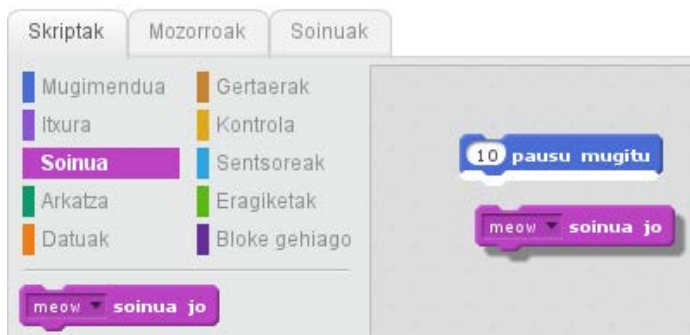 Skriptak Mozorroak Soinuak
Mugimendua Gertaerak
Itxura Kontrola
Soinua Sentsoreak
Arkatza Eragiketak
Datuak Bloke gehiago
meow soinua jo
10 pausu mugitu
meow soinua jo